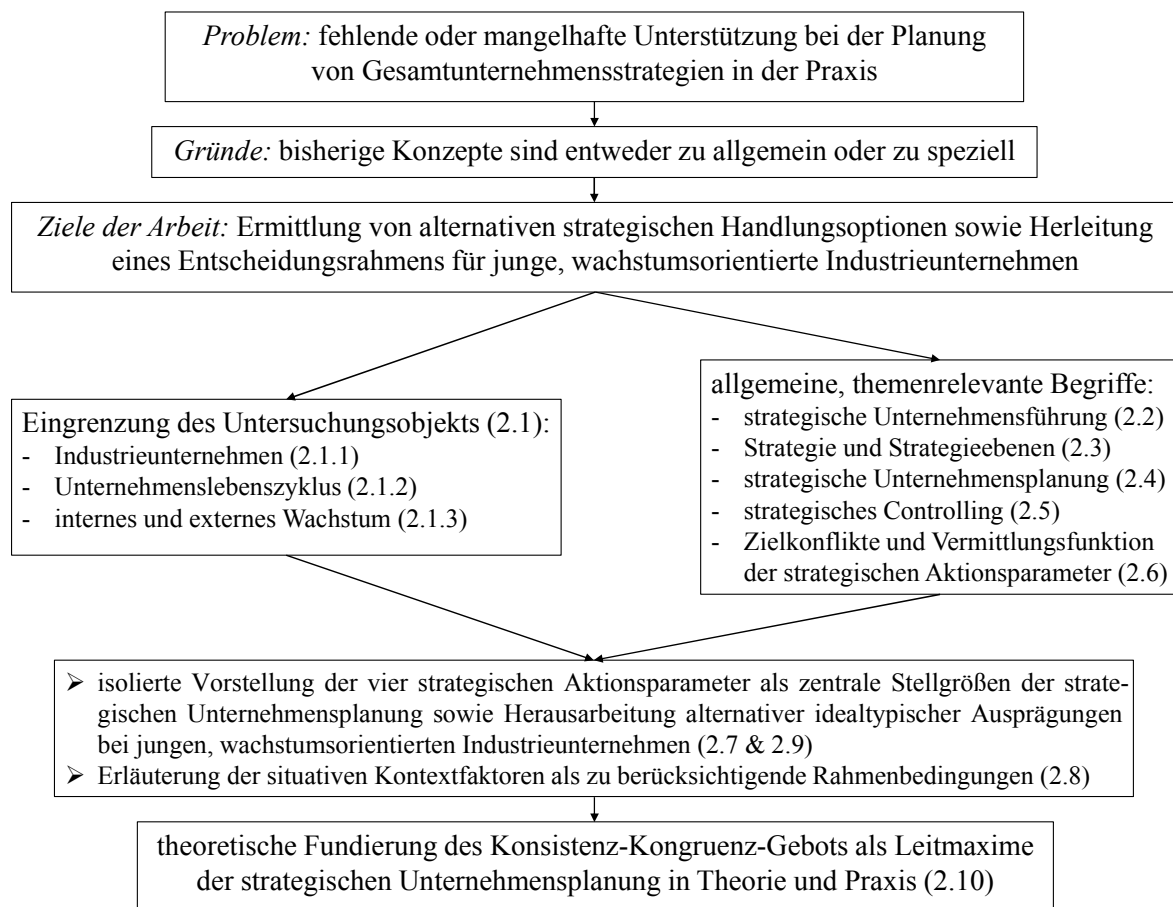 Problem: fehlende oder mangelhafte Unterstützung bei der Planung
von Gesamtunternehmensstrategien in der Praxis
Gründe: bisherige Konzepte sind entweder zu allgemein oder zu speziell
Ziele der Arbeit: Ermittlung von alternativen strategischen Handlungsoptionen sowie Herleitung
eines Entscheidungsrahmens für junge, wachstumsorientierte Industrieunternehmen
Eingrenzung des Untersuchungsobjekts (2.1):
- Industrieunternehmen (2.1.1)
- Unternehmenslebenszyklus (2.1.2)
- internes und externes Wachstum (2.1.3)
allgemeine, themenrelevante Begriffe:
- strategische Unternehmensführung (2.2)
- Strategie und Strategieebenen (2.3)
- strategische Unternehmensplanung (2.4)
- strategisches Controlling (2.5)
- Zielkonflikte und Vermittlungsfunktion
der strategischen Aktionsparameter (2.6)
➢ isolierte Vorstellung der vier strategischen Aktionsparameter als zentrale Stellgrößen der strate-
gischen Unternehmensplanung sowie Herausarbeitung alternativer idealtypischer Ausprägungen
bei jungen, wachstumsorientierten Industrieunternehmen (2.7 & 2.9)
➢ Erläuterung der situativen Kontextfaktoren als zu berücksichtigende Rahmenbedingungen (2.8)
theoretische Fundierung des Konsistenz-Kongruenz-Gebots als Leitmaxime
der strategischen Unternehmensplanung in Theorie und Praxis (2.10)